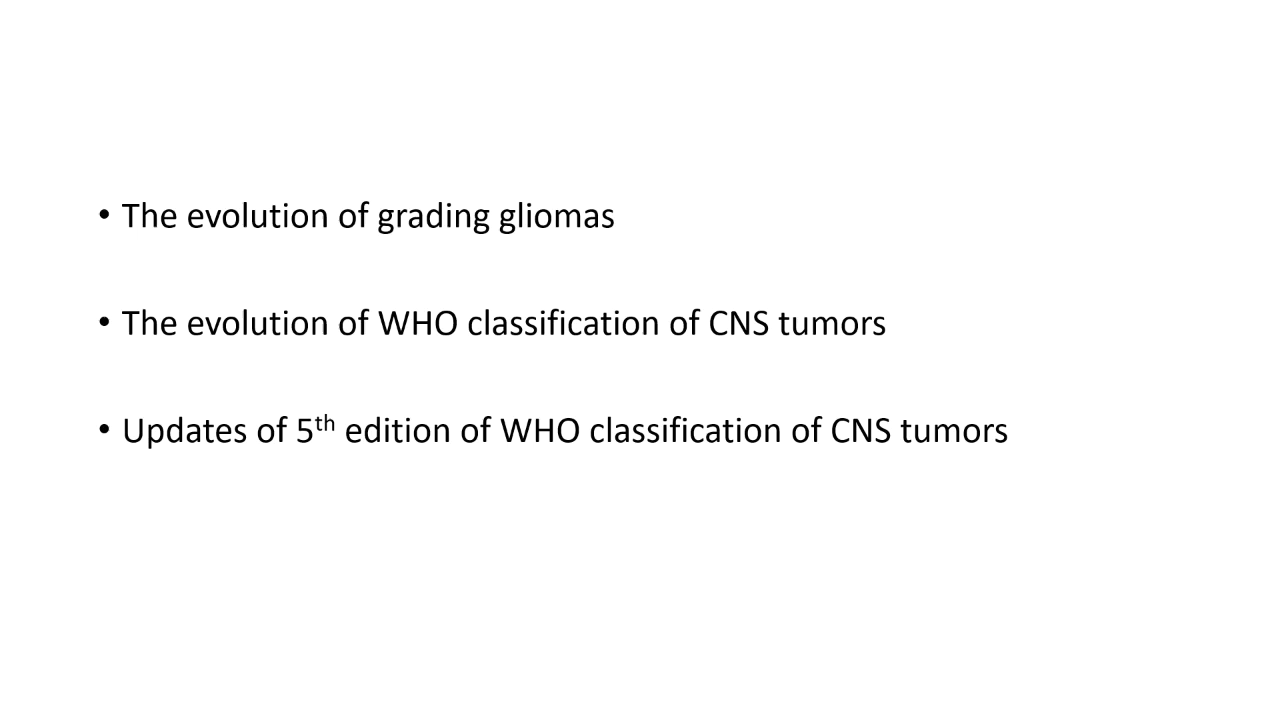 • The evolution of grading gliomas
• The evolution of WHO classification of CNS tumors
• Updates of 5th edition of WHO classification of CNS tumors